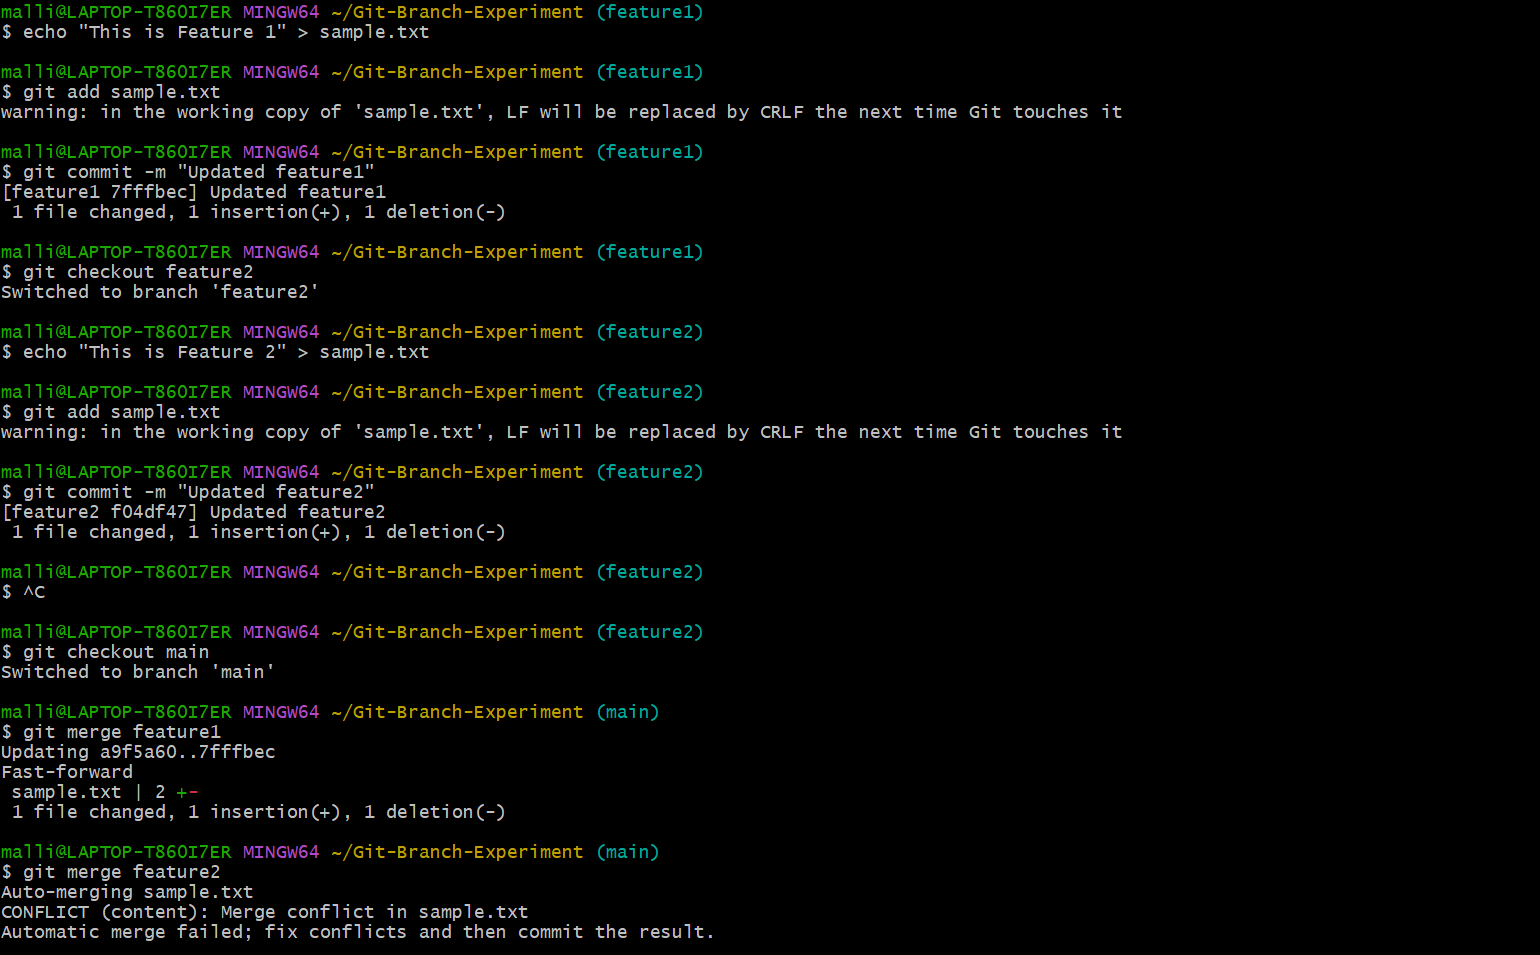 malli@LAPTOP-T860I7ER MINGW64 ~/Git-Branch-Experiment (feature1)
$ echo "This is Feature 1" > sample.txt
malli@LAPTOP-T860I7ER MINGW64 ~/Git-Branch-Experiment (feature1)
$ git add sample.txt
warning: in the working copy of 'sample.txt', LF will be replaced by CRLF the next time Git touches it
malli@LAPTOP-T860I7ER MINGW64 ~/Git-Branch-Experiment (feature1)
$ git commit -m "Updated feature1"
[feature1 7fffbec] Updated feature1
1 file changed, 1 insertion(+), 1 deletion(-)
malli@LAPTOP-T860I7ER MINGW64 ~/Git-Branch-Experiment (feature1)
$ git checkout feature2
Switched to branch 'feature2'
malli@LAPTOP-T860I7ER MINGW64 ~/Git-Branch-Experiment (feature2)
$ echo "This is Feature 2" > sample.txt
malli@LAPTOP-T860I7ER MINGW64 ~/Git-Branch-Experiment (feature2)
$ git add sample.txt
warning: in the working copy of 'sample.txt', LF will be replaced by CRLF the next time Git touches it
malli@LAPTOP-T860I7ER MINGW64 ~/Git-Branch-Experiment (feature2)
$ git commit -m "Updated feature2"
[feature2 f04df47] Updated feature2
1 file changed, 1 insertion(+), 1 deletion(-)
malli@LAPTOP-T860I7ER MINGW64 ~/Git-Branch-Experiment (feature2)
$ ^C
malli@LAPTOP-T860I7ER MINGW64 ~/Git-Branch-Experiment (feature2)
$ git checkout main
Switched to branch 'main'
malli@LAPTOP-T860I7ER MINGW64 ~/Git-Branch-Experiment (main)
$ git merge feature1
Updating a9f5a60..7fffbec
Fast-forward
sample.txt | 2 +-
1 file changed, 1 insertion(+), 1 deletion(-)
malli@LAPTOP-T860I7ER MINGW64 ~/Git-Branch-Experiment (main)
$ git merge feature2
Auto-merging sample.txt
CONFLICT (content): Merge conflict in sample.txt
Automatic merge failed; fix conflicts and then commit the result.